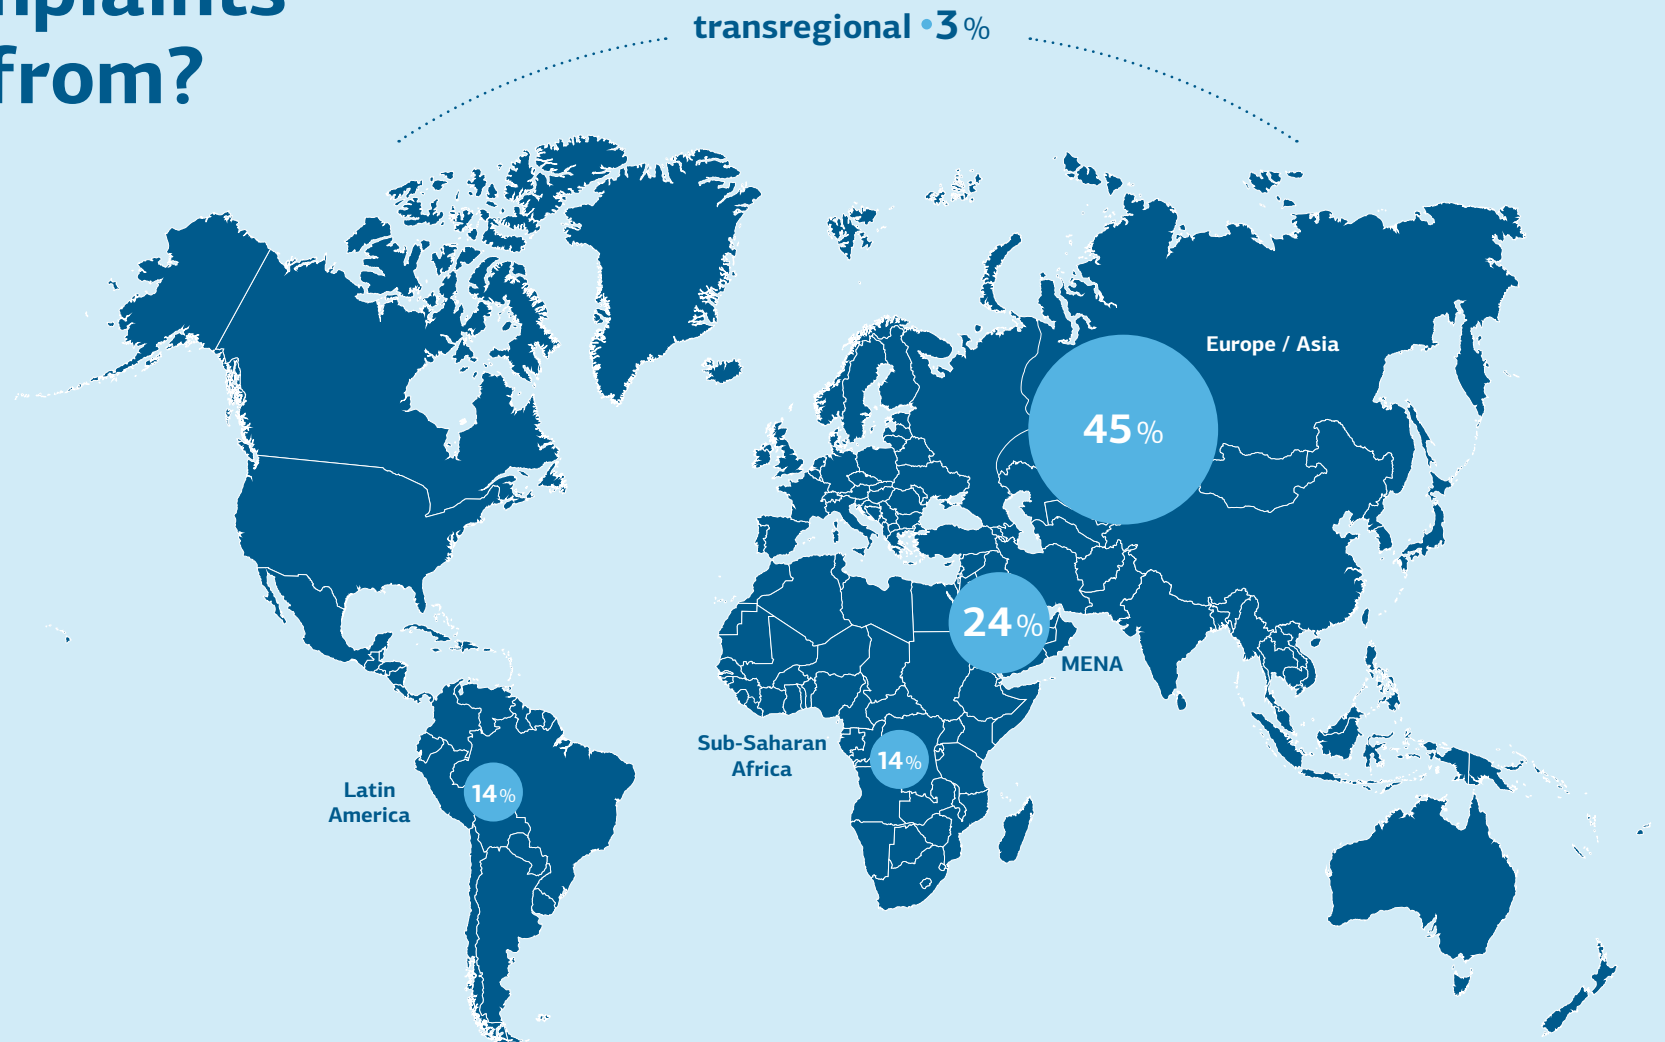 from?
transregional • 3 %
Europe / Asia
45 %
24 %
MENA
Sub-Saharan
Africa
14 %
Latin
America
14 %